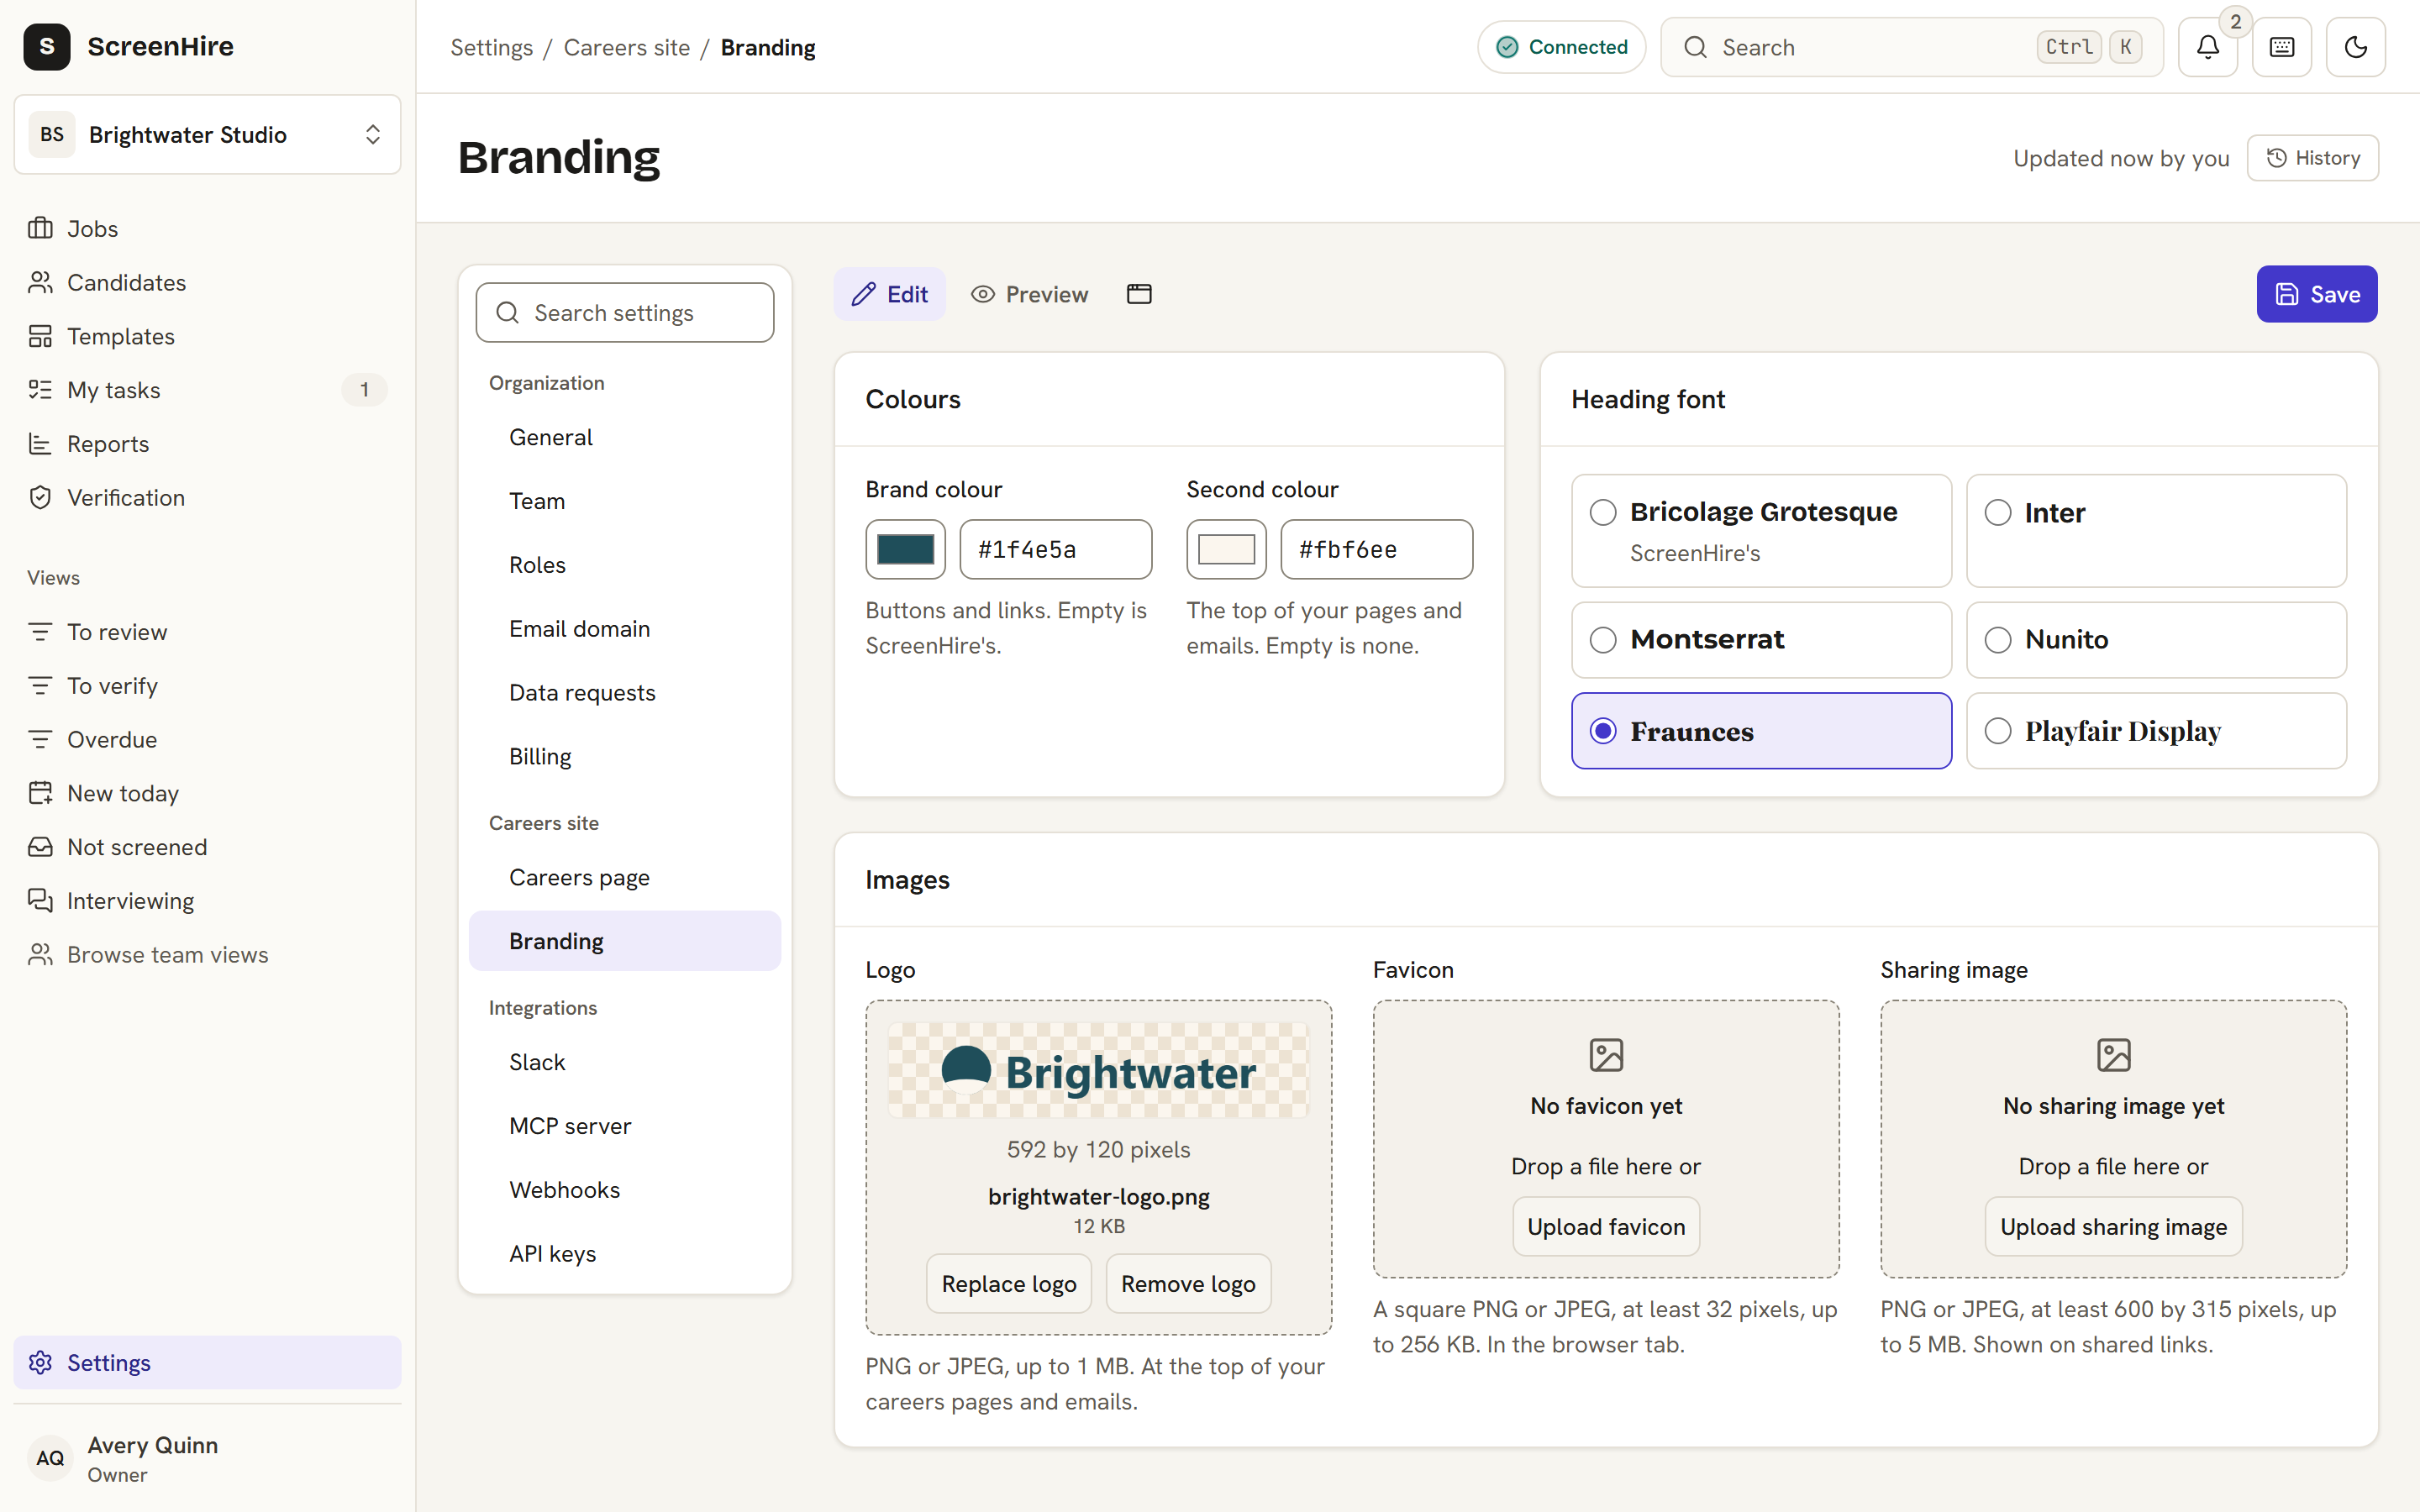 S ScreenHire
BS Brightwater Studio
Jobs
Candidates
Templates
My tasks 1
Reports
Verification
Views
To review
To verify
Overdue
New today
Not screened
Interviewing
Browse team views
Settings
AQ Avery Quinn
Owner
Settings / Careers site / Branding
Connected
Search Ctrl K
2
Branding
Updated now by you
History
Search settings
Organization
General
Team
Roles
Email domain
Data requests
Billing
Careers site
Careers page
Branding
Integrations
Slack
MCP server
Webhooks
API keys
Edit Preview
Save
Colours
Brand colour
#1f4e5a
Buttons and links. Empty is
ScreenHire's.
Second colour
#fbf6ee
The top of your pages and
emails. Empty is none.
Heading font
Bricolage Grotesque
ScreenHire's
Inter
Montserrat
Nunito
Fraunces
Playfair Display
Images
Logo
Brightwater
592 by 120 pixels
brightwater-logo.png
12 KB
Replace logo Remove logo
PNG or JPEG, up to 1 MB. At the top of your
careers pages and emails.
Favicon
No favicon yet
Drop a file here or
Upload favicon
A square PNG or JPEG, at least 32 pixels, up
to 256 KB. In the browser tab.
Sharing image
No sharing image yet
Drop a file here or
Upload sharing image
PNG or JPEG, at least 600 by 315 pixels, up
to 5 MB. Shown on shared links.